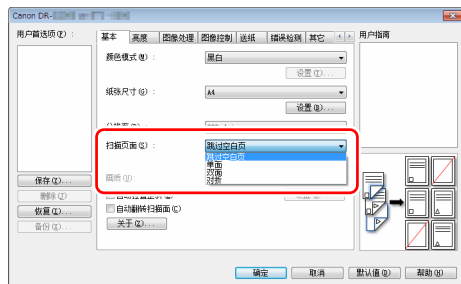 Canon DR-
用户首选项(P) :
基本 亮度 图像处理 图像控制 送纸 错误检测 其它
用户指南
颜色模式(M) :
黑白
设置(T)...
纸张尺寸(G) :
A4
设置(B)...
扫描页面(S) :
跳过空白页
跳过空白页
单面
双面
对折
画质(U):
保存(I)...
删除(J)
恢复(E)...
备份(K)...
自动翻转扫描面(C)
关于(Z)...
确定 取消 默认值(D) 帮助(H)